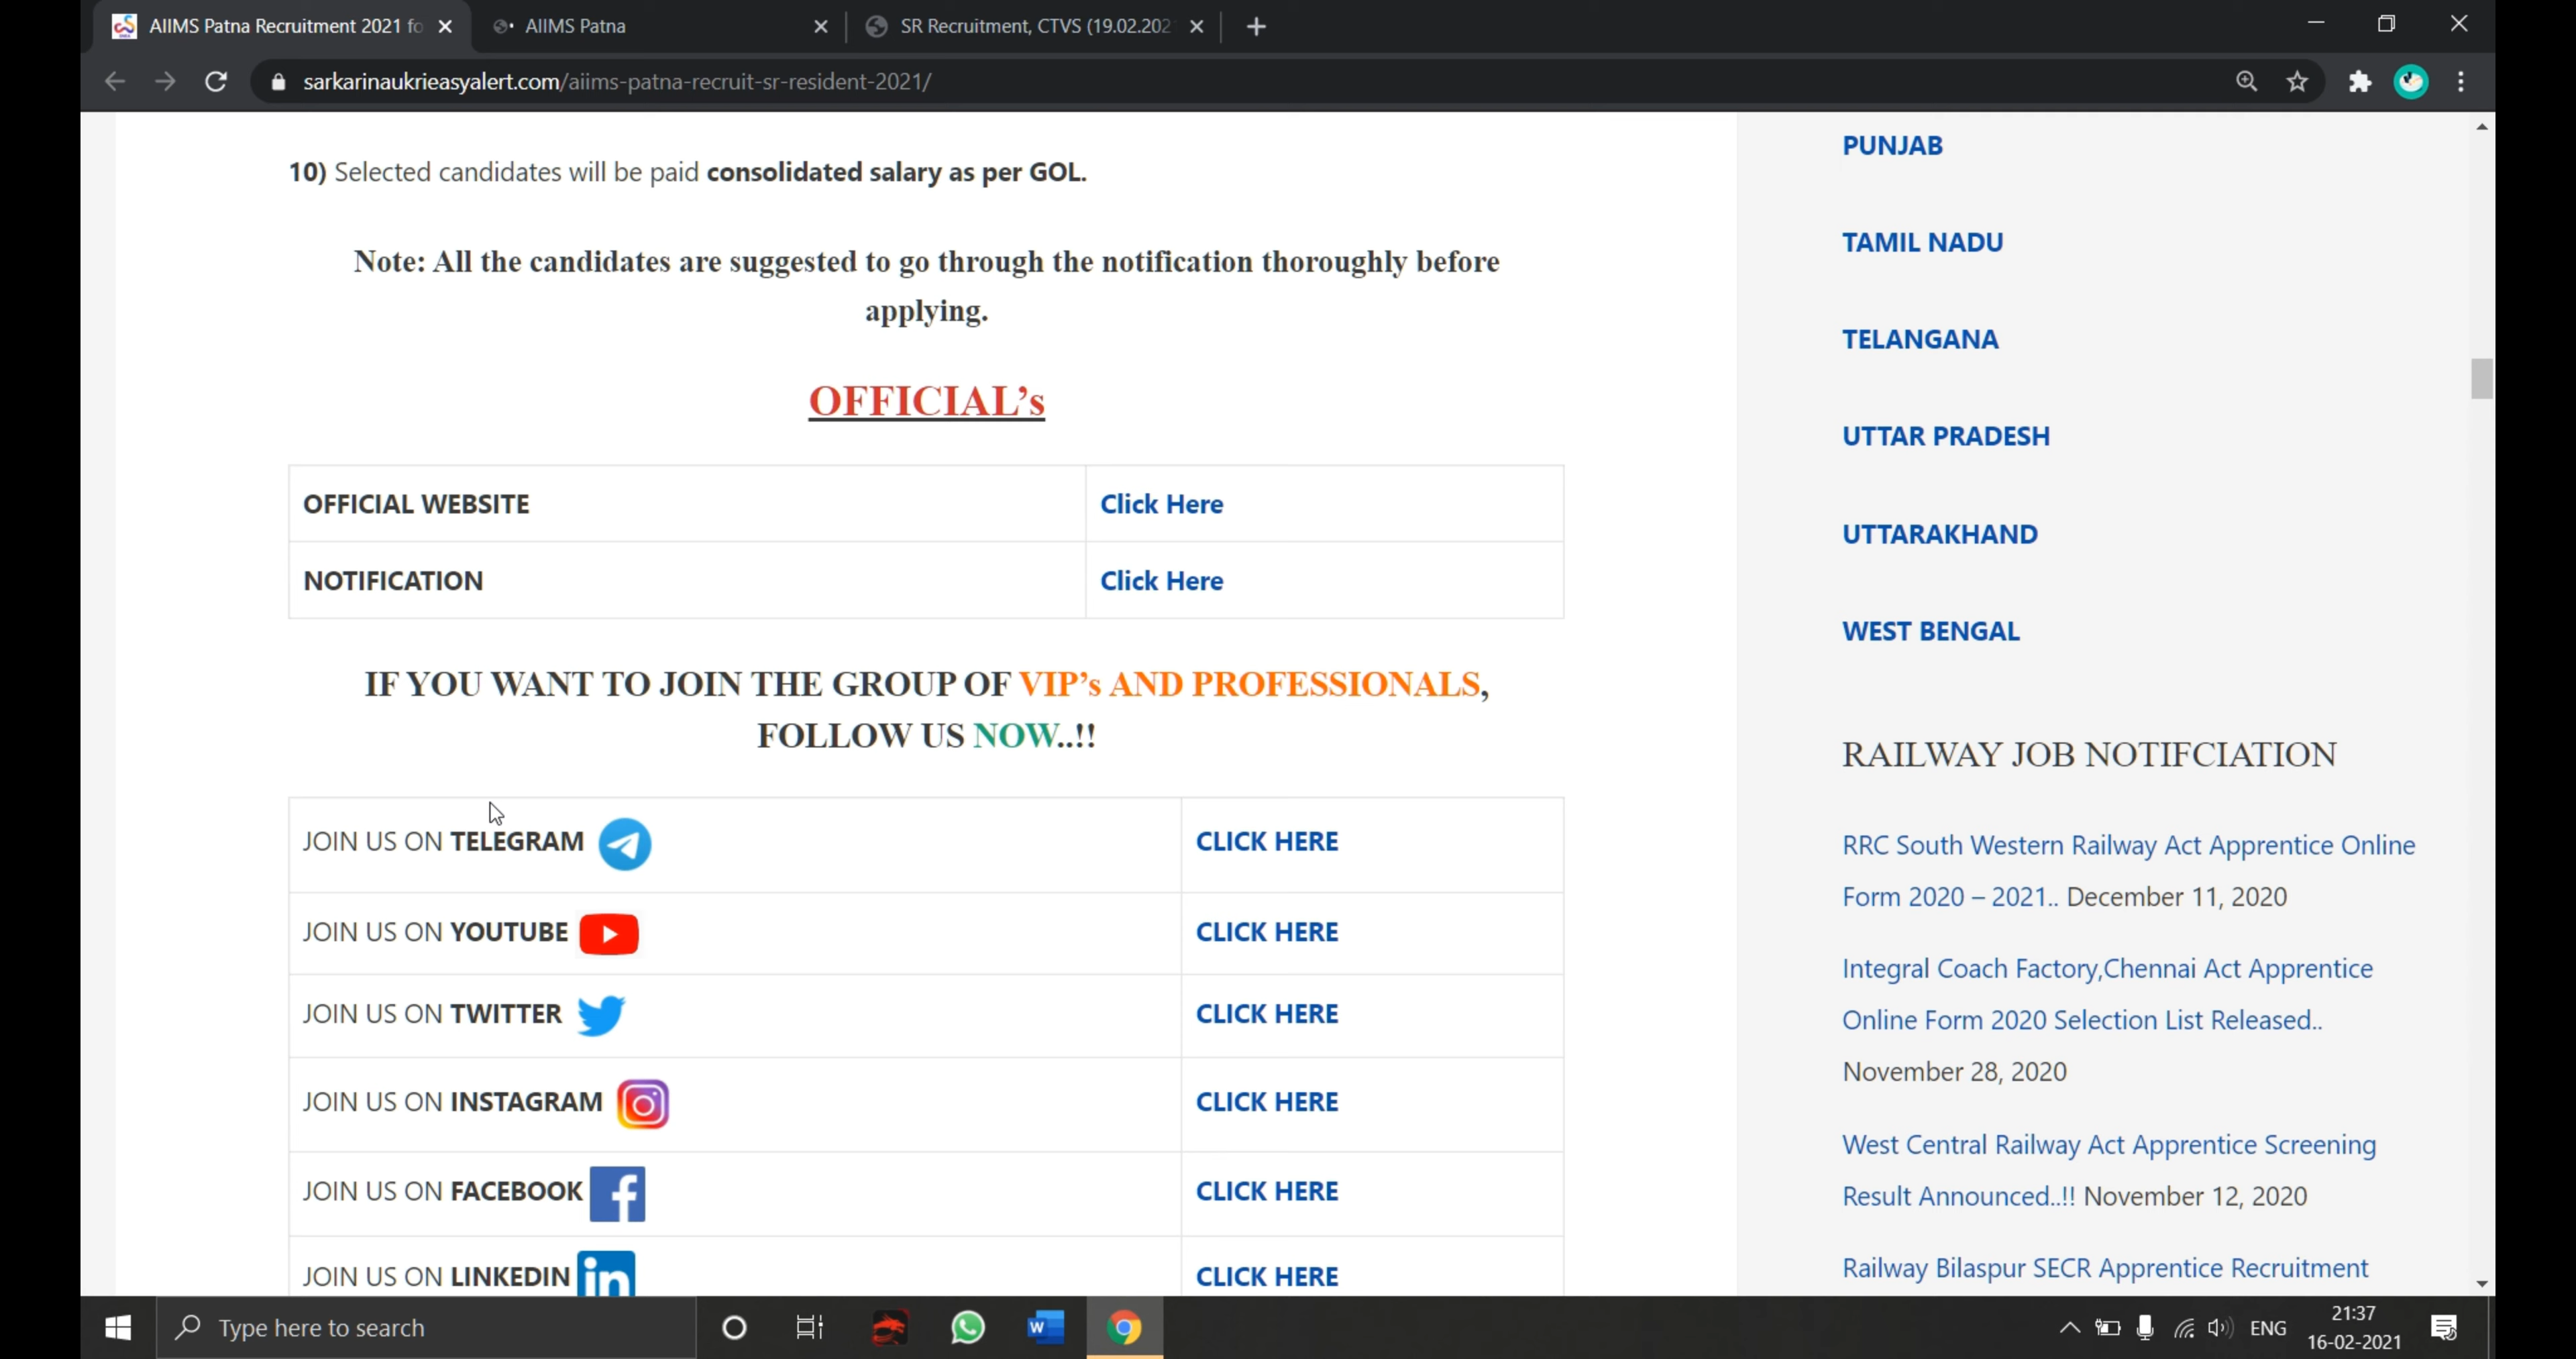 AIIMS Patna Recruitment 2021 fo
AIIMS Patna
SR Recruitment, CTVS (19.02.202
sarkarinaukrieasyalert.com/aiims-patna-recruit-sr-resident-2021/
10) Selected candidates will be paid consolidated salary as per GOL.
Note: All the candidates are suggested to go through the notification thoroughly before
applying.
OFFICIAL's
OFFICIAL WEBSITE Click Here
NOTIFICATION Click Here
IF YOU WANT TO JOIN THE GROUP OF VIP's AND PROFESSIONALS,
FOLLOW US NOW..!!
JOIN US ON TELEGRAM CLICK HERE
JOIN US ON YOUTUBE CLICK HERE
JOIN US ON TWITTER CLICK HERE
JOIN US ON INSTAGRAM CLICK HERE
JOIN US ON FACEBOOK CLICK HERE
JOIN US ON LINKEDIN in CLICK HERE
PUNJAB
TAMIL NADU
TELANGANA
UTTAR PRADESH
UTTARAKHAND
WEST BENGAL
RAILWAY JOB NOTIFCIATION
RRC South Western Railway Act Apprentice Online
Form 2020 – 2021.. December 11, 2020
Integral Coach Factory,Chennai Act Apprentice
Online Form 2020 Selection List Released..
November 28, 2020
West Central Railway Act Apprentice Screening
Result Announced..!! November 12, 2020
Railway Bilaspur SECR Apprentice Recruitment
Type here to search
ENG
21:37
16-02-2021